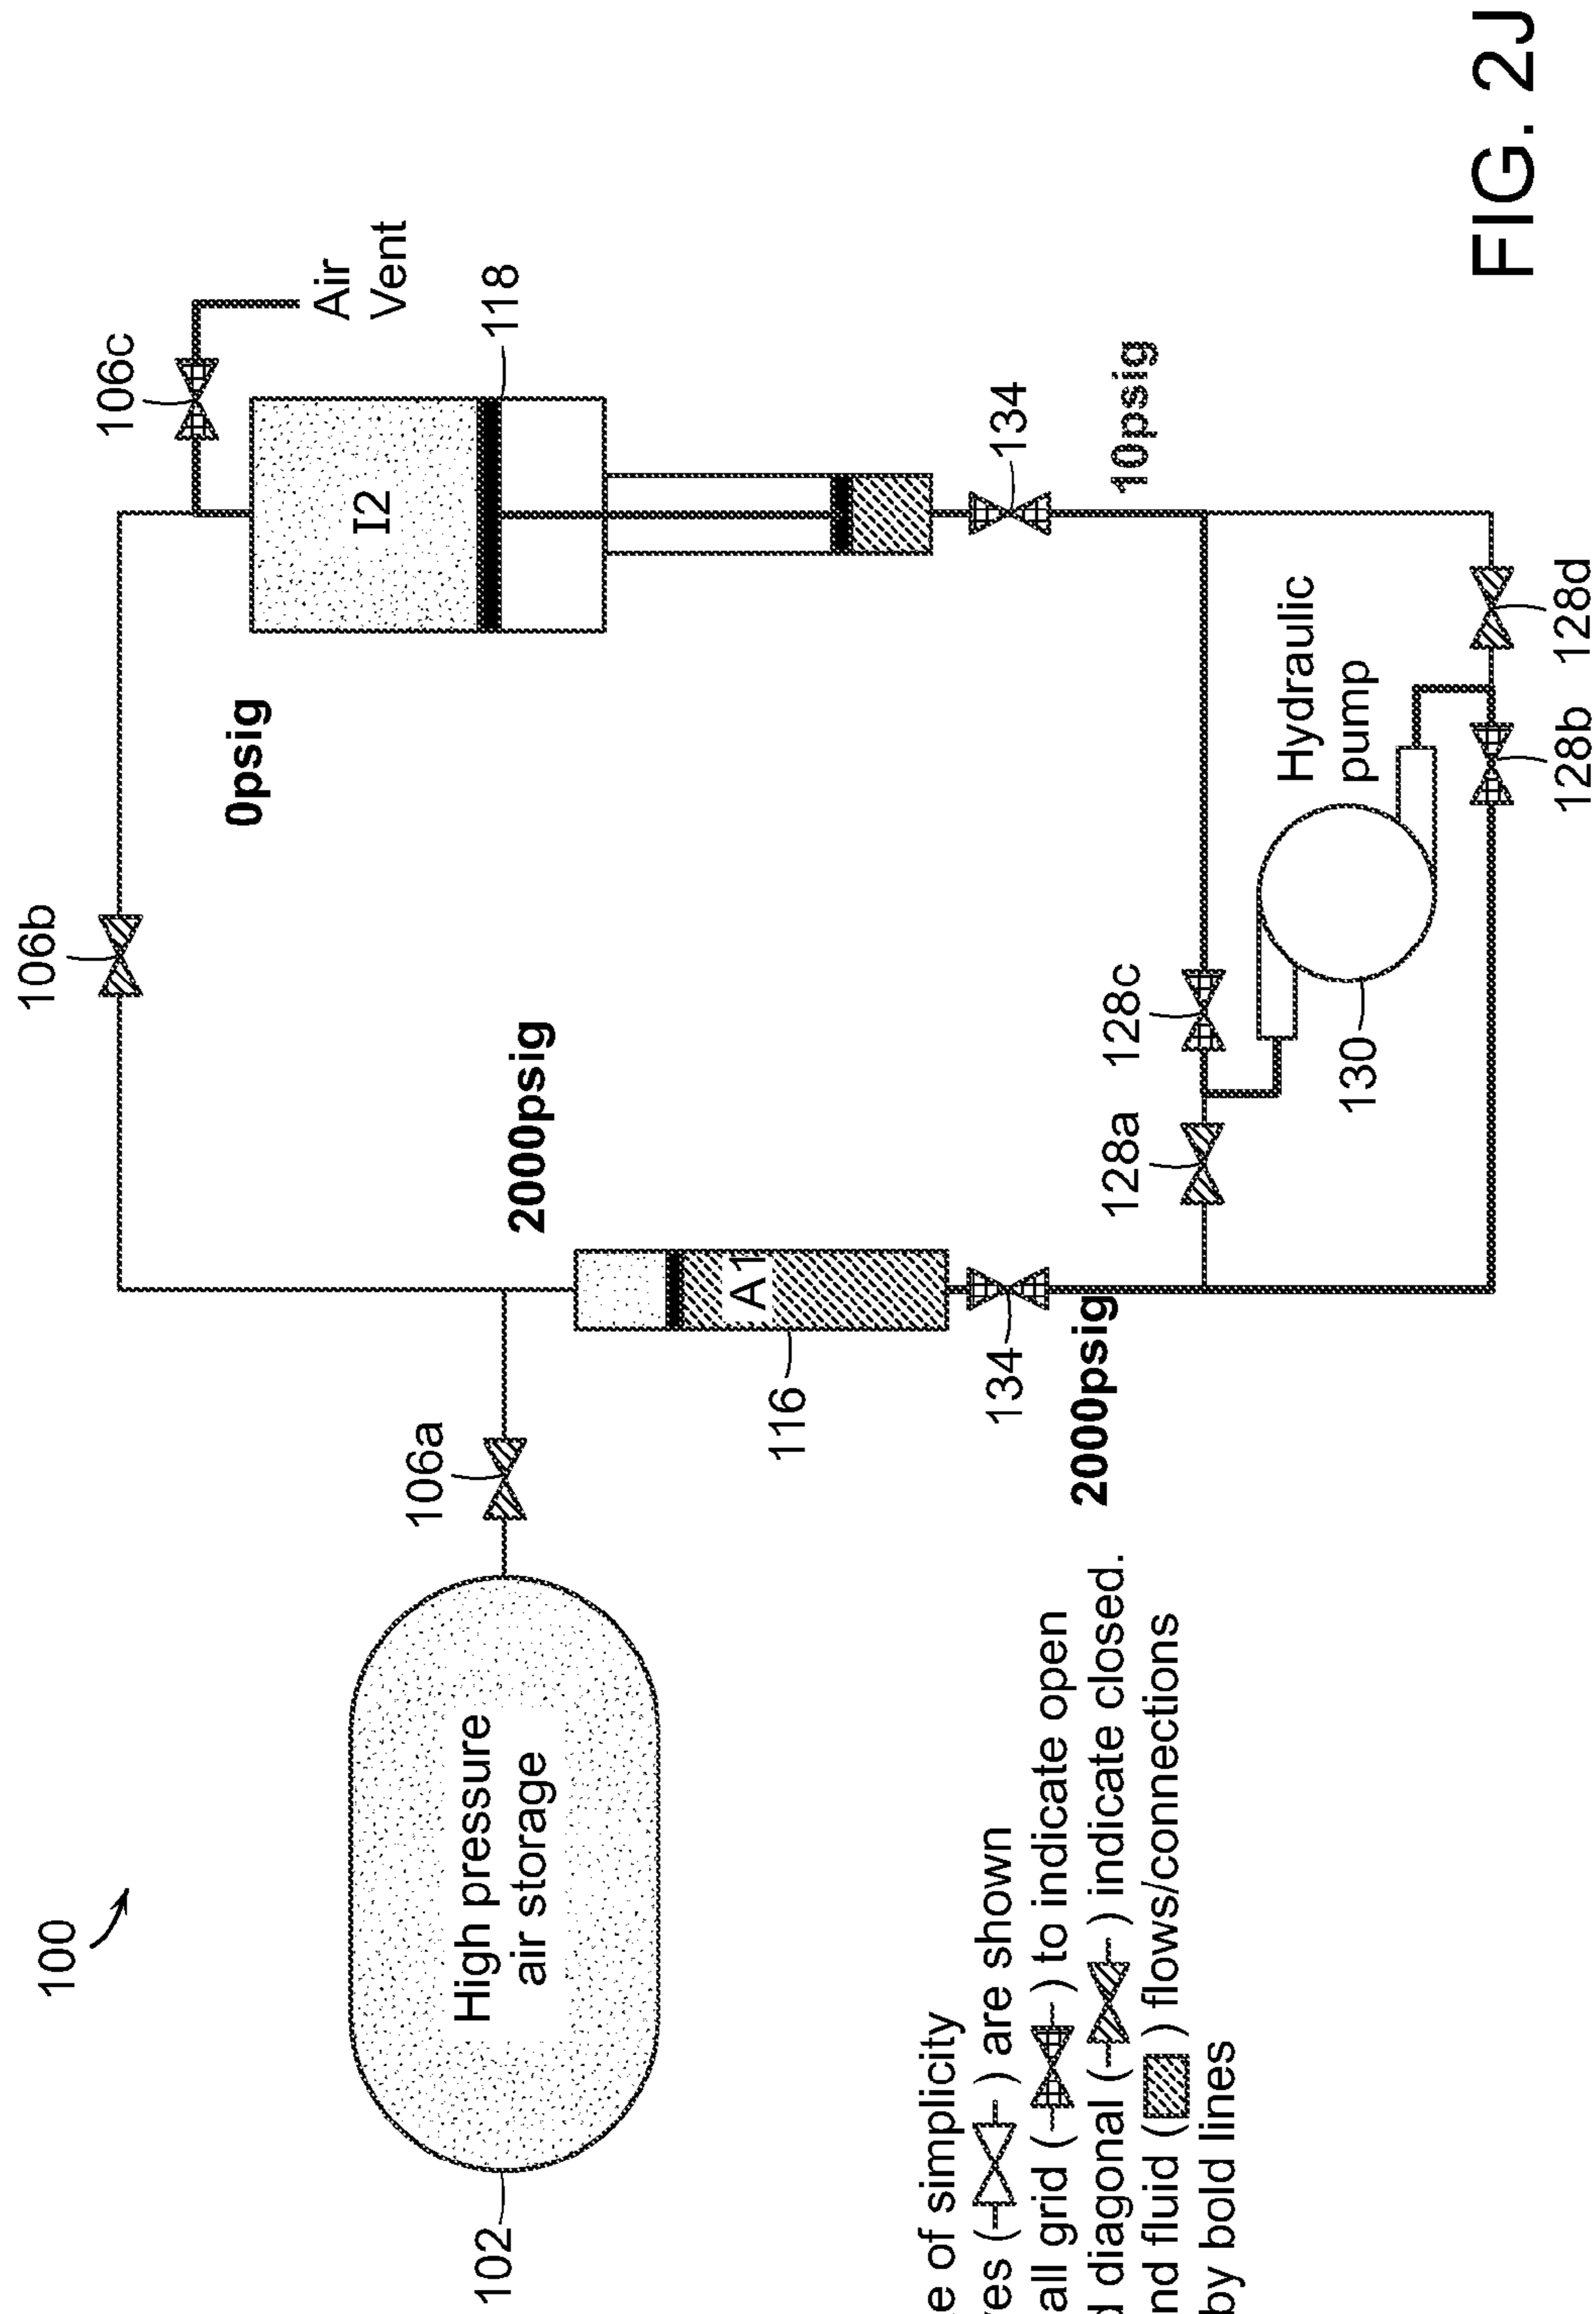 100
102
High pressure
air storage
106a
106b
106c
Air
Vent
0psig
2000psig
I2
118
A1
116
134
2000psig
134
10psig
128a
128c
130
Hydraulic
pump
128b
128d
of simplicity
( ) are shown
all grid ( ) to indicate open
diagonal ( ) indicate closed.
fluid ( ) flows/connections
by bold lines
FIG. 2J